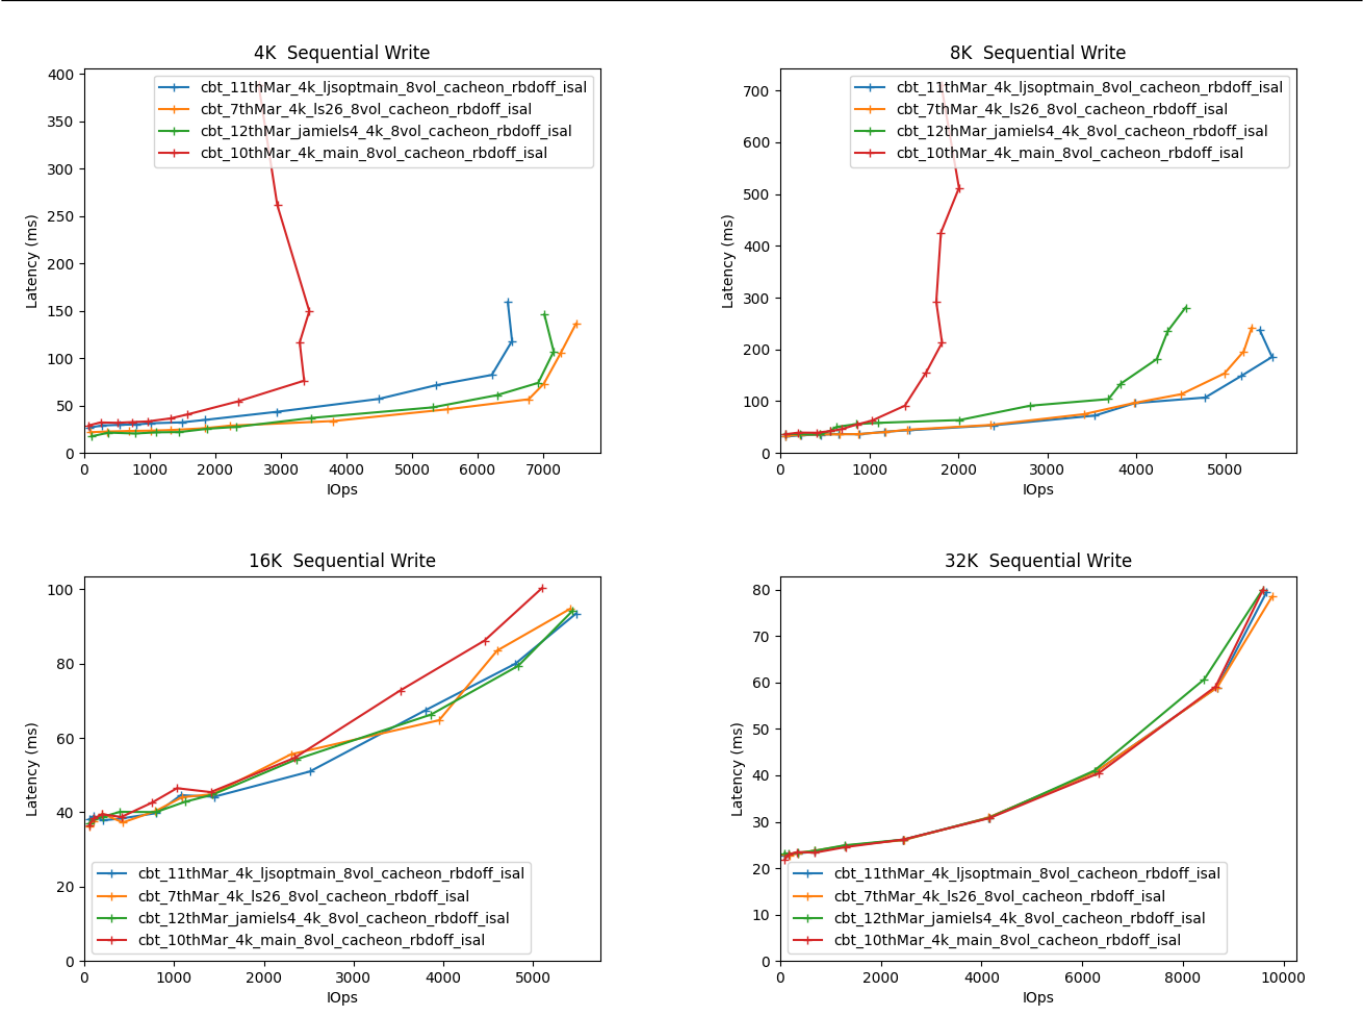 4K  Sequential Write
400
350
300
250
200
150
100
50
0
Latency (ms)
cbt_11thMar_4k_ljsoptmain_8vol_cacheon_rbdoff_isal
cbt_7thMar_4k_ls26_8vol_cacheon_rbdoff_isal
cbt_12thMar_jamiels4_4k_8vol_cacheon_rbdoff_isal
cbt_10thMar_4k_main_8vol_cacheon_rbdoff_isal
0 1000 2000 3000 4000 5000 6000 7000
IOps
8K  Sequential Write
700
600
500
400
300
200
100
0
Latency (ms)
cbt_11thMar_4k_ljsoptmain_8vol_cacheon_rbdoff_isal
cbt_7thMar_4k_ls26_8vol_cacheon_rbdoff_isal
cbt_12thMar_jamiels4_4k_8vol_cacheon_rbdoff_isal
cbt_10thMar_4k_main_8vol_cacheon_rbdoff_isal
0 1000 2000 3000 4000 5000
IOps
16K  Sequential Write
100
80
60
40
20
0
Latency (ms)
cbt_11thMar_4k_ljsoptmain_8vol_cacheon_rbdoff_isal
cbt_7thMar_4k_ls26_8vol_cacheon_rbdoff_isal
cbt_12thMar_jamiels4_4k_8vol_cacheon_rbdoff_isal
cbt_10thMar_4k_main_8vol_cacheon_rbdoff_isal
0 1000 2000 3000 4000 5000
IOps
32K  Sequential Write
80
70
60
50
40
30
20
10
0
Latency (ms)
cbt_11thMar_4k_ljsoptmain_8vol_cacheon_rbdoff_isal
cbt_7thMar_4k_ls26_8vol_cacheon_rbdoff_isal
cbt_12thMar_jamiels4_4k_8vol_cacheon_rbdoff_isal
cbt_10thMar_4k_main_8vol_cacheon_rbdoff_isal
0 2000 4000 6000 8000 10000
IOps